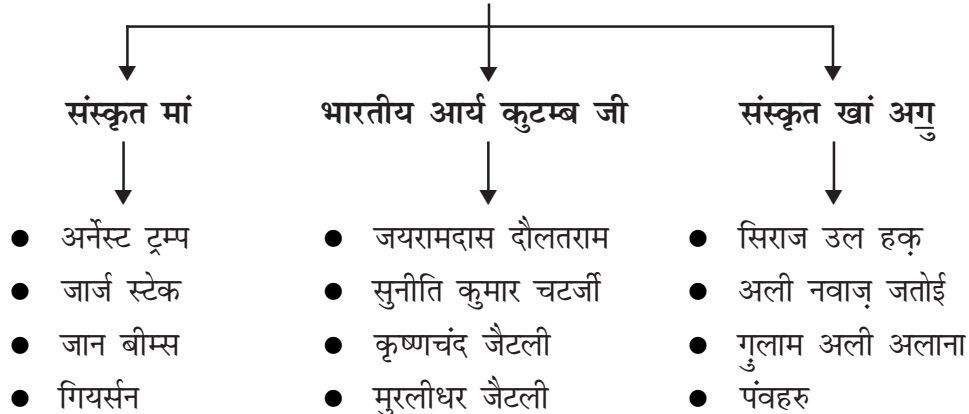 संस्कृत मां
भारतीय आर्य कुटम्ब जी
संस्कृत खां अॻु
● अर्नेस्ट ट्रम्प
● जार्ज स्टेक
● जान बीम्स
● गियर्सन
● जयरामदास दौलतराम
● सुनीति कुमार चटर्जी
● कृष्णचंद जैटली
● मुरलीधर जैटली
● सिराज उल हक़
● अली नवाज़ जतोई
● गु़लाम अली अलाना
● पंवहरु